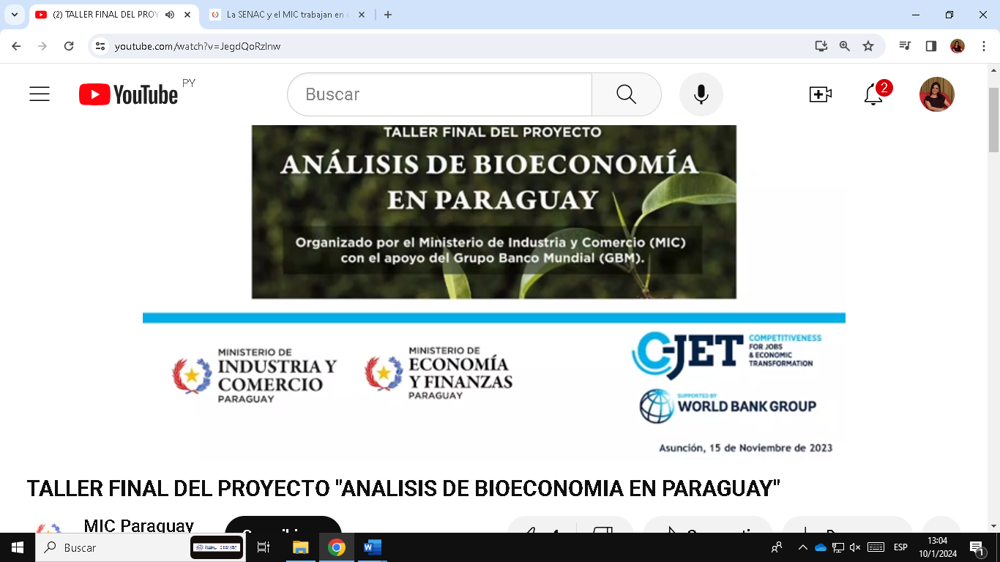 (2) TALLER FINAL DEL PROY
La SENAC y el MIC trabajan en
youtube.com/watch?v=JegdQoRzInw
YouTube PY
Buscar
2
TALLER FINAL DEL PROYECTO
ANÁLISIS DE BIOECONOMÍA
EN PARAGUAY
Organizado por el Ministerio de Industria y Comercio (MIC)
con el apoyo del Grupo Banco Mundial (GBM).
MINISTERIO DE
INDUSTRIA Y
COMERCIO
PARAGUAY
MINISTERIO DE
ECONOMÍA
Y FINANZAS
PARAGUAY
C-JET
COMPETITIVENESS
FOR JOBS
& ECONOMIC
TRANSFORMATION
SUPPORTED BY
WORLD BANK GROUP
Asunción, 15 de Noviembre de 2023
TALLER FINAL DEL PROYECTO "ANALISIS DE BIOECONOMIA EN PARAGUAY"
MIC Paraguay
Buscar
ESP
13:04
10/1/2024
1